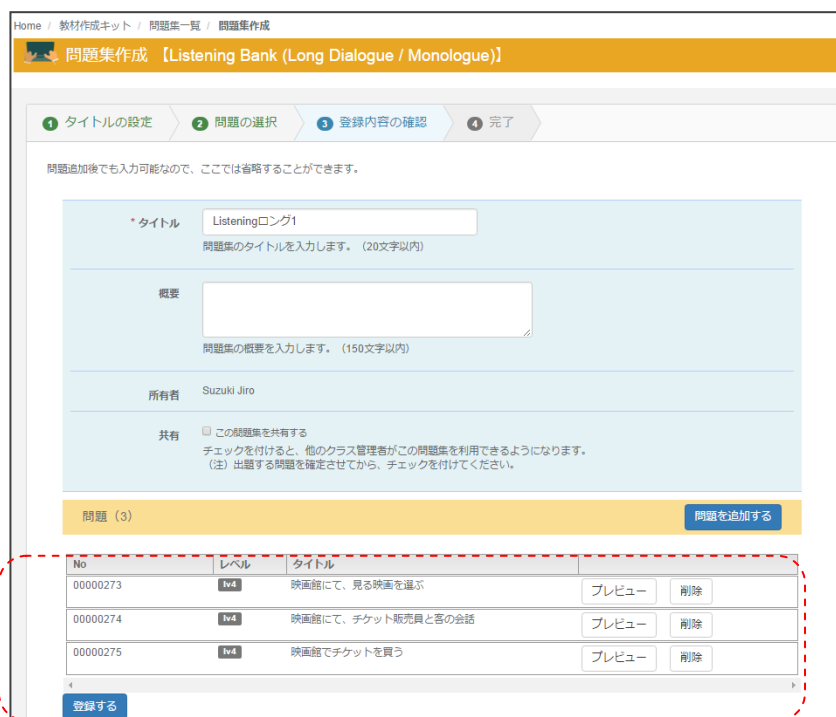 Home / 教材作成キット / 問題集一覧 / 問題集作成
問題集作成 【Listening Bank (Long Dialogue / Monologue)】
1 タイトルの設定 2 問題の選択 3 登録内容の確認 4 完了
問題追加後でも入力可能なので、ここでは省略することができます。
* タイトル Listeningロング1
問題集のタイトルを入力します。（20文字以内）
概要
問題集の概要を入力します。（150文字以内）
所有者 Suzuki Jiro
共有 この問題集を共有する
チェックを付けると、他のクラス管理者がこの問題集を利用できるようになります。
（注）出題する問題を確定させてから、チェックを付けてください。
問題（3） 問題を追加する
No レベル タイトル
00000273 lv4 映画館にて、見る映画を選ぶ プレビュー 削除
00000274 lv4 映画館にて、チケット販売員と客の会話 プレビュー 削除
00000275 lv4 映画館でチケットを買う プレビュー 削除
登録する